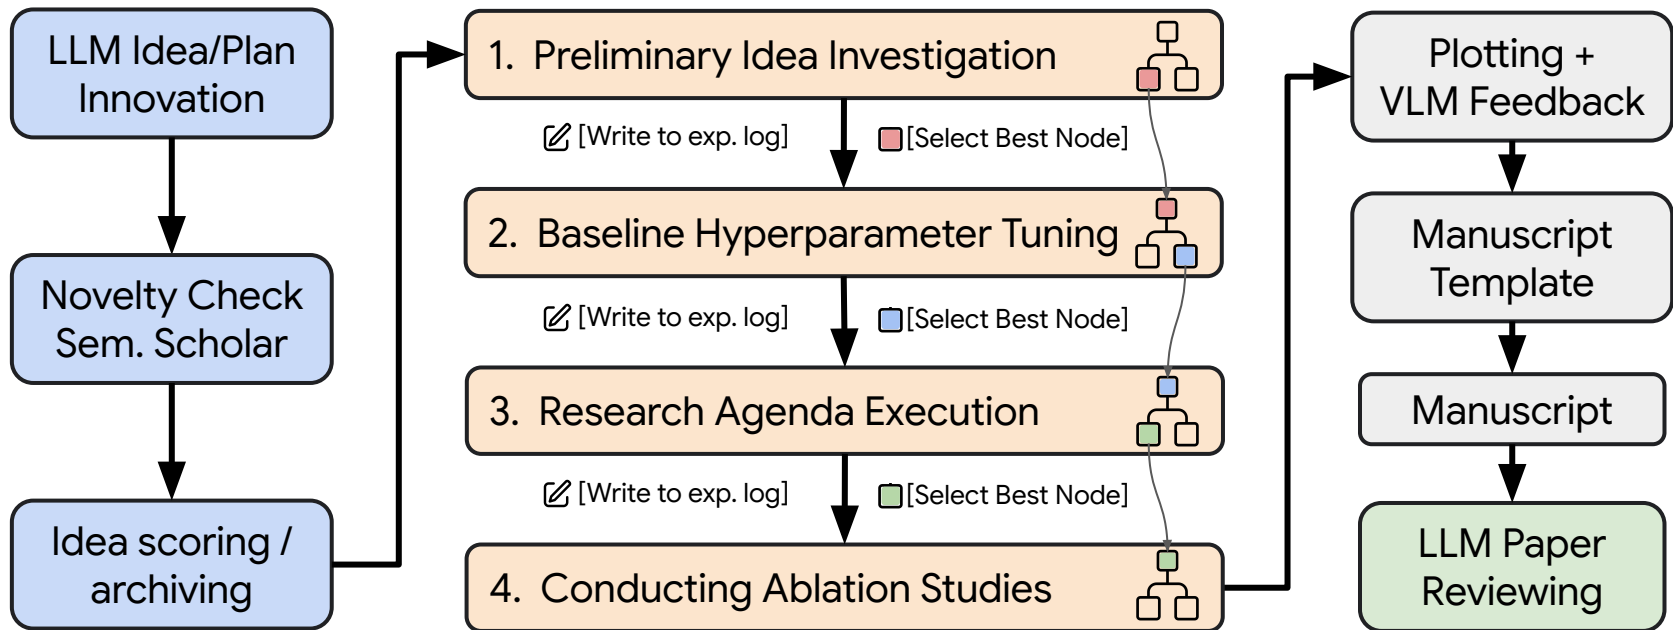 LLM Idea/Plan
Innovation
Novelty Check
Sem. Scholar
Idea scoring /
archiving
1. Preliminary Idea Investigation
[Write to exp. log]
[Select Best Node]
2. Baseline Hyperparameter Tuning
[Write to exp. log]
[Select Best Node]
3. Research Agenda Execution
[Write to exp. log]
[Select Best Node]
4. Conducting Ablation Studies
Plotting +
VLM Feedback
Manuscript
Template
Manuscript
LLM Paper
Reviewing